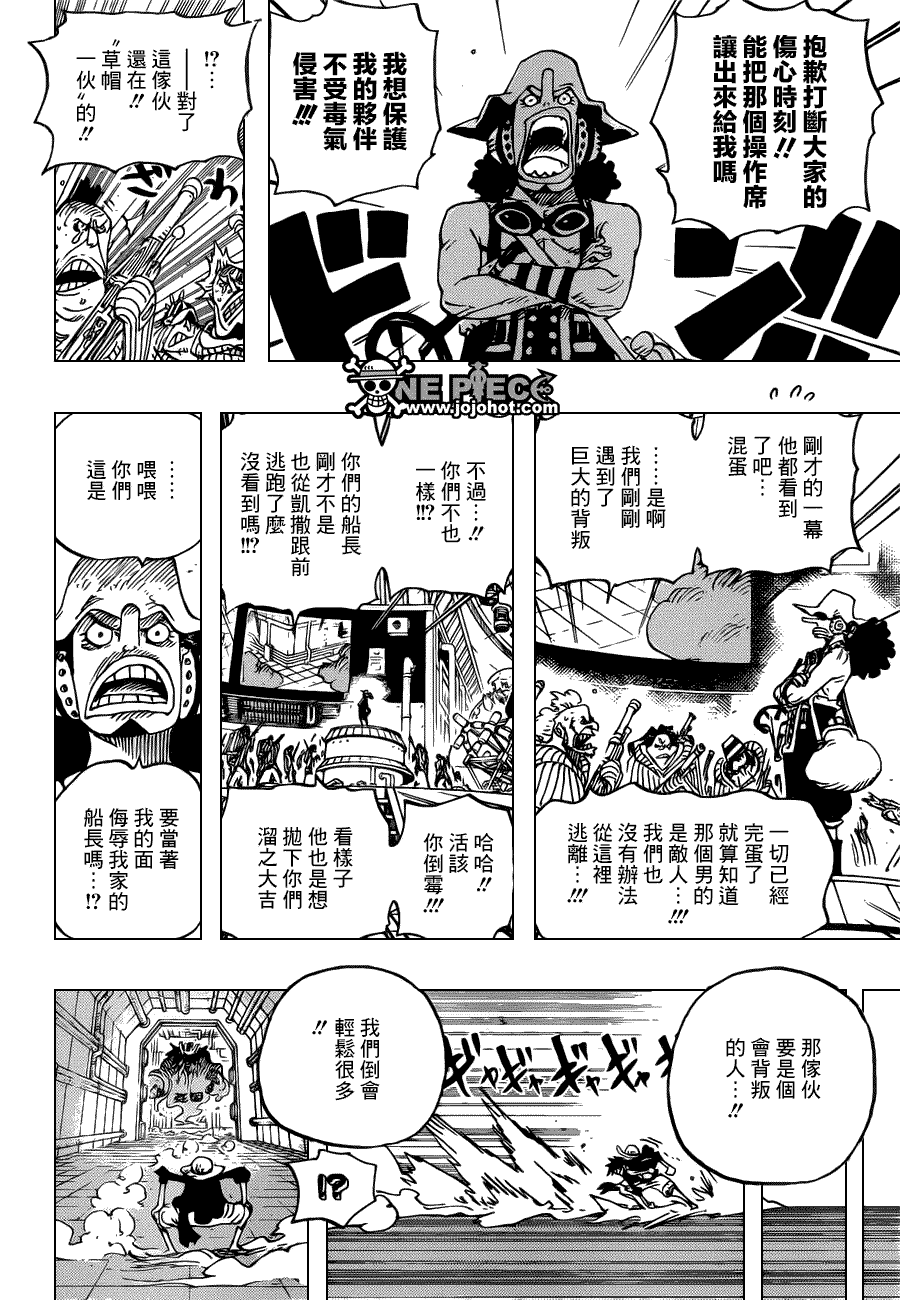 抱歉打斷大家的
傷心時刻!!
能把那個操作席
讓出來給我嗎
我想保護
我的夥伴
不受毒氣
侵害!!!
ドン!!
!?…
──對了
這傢伙
還在!!
〝草帽
一伙〞的!!
ONE PIECE
www.jojohot.com
剛才的一幕
他都看到
了吧…
混蛋
……是啊
我們剛剛
遇到了
巨大的背叛
一切已經
完蛋了
就算知道
那個男的
是敵人…!!!
我們也
沒有辦法
從這裡
逃離…!!!
不過…!!
你們不也
一樣!!?
你們的船長
剛才不是
也從凱撒跟前
逃跑了麼
沒看到嗎!!?
哈哈!!
活該
你倒霉!!!
看樣子
他也是想
拋下你們
溜之大吉
……
喂喂
你們
這是
要當著
我的面
侮辱我家的
船長嗎…!?
那傢伙
要是個
會背叛
的人…!!
ギャギャギャギャ
我們倒會
輕鬆很多
!!
!?